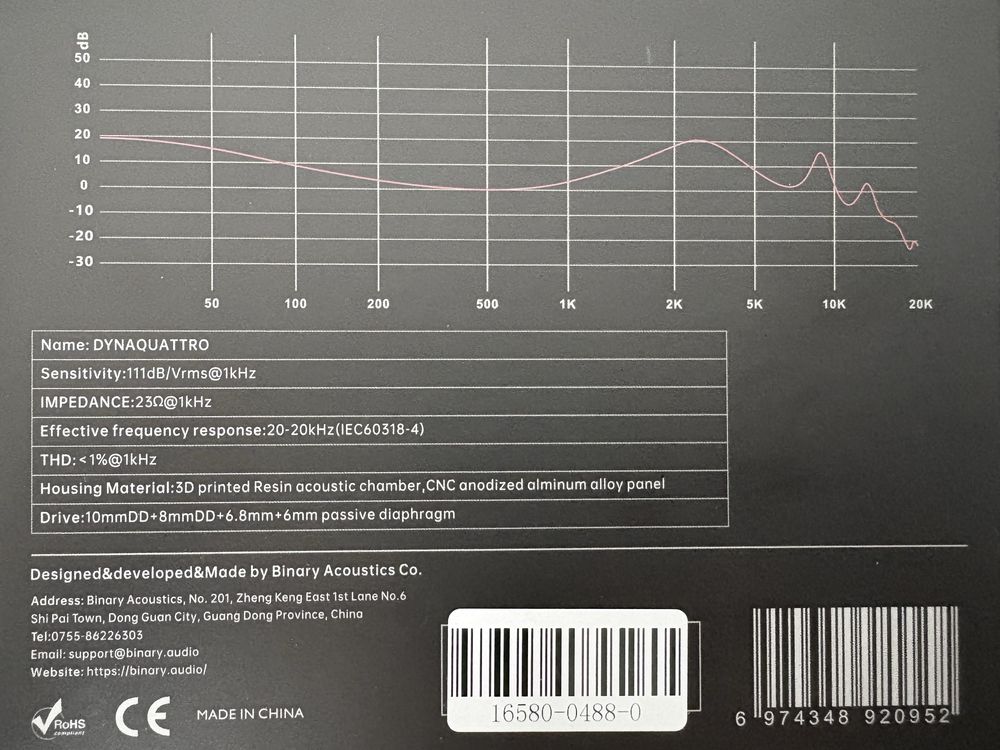 dB
50
40
30
20
10
0
-10
-20
-30
50 100 200 500 1K 2K 5K 10K 20K
Name: DYNAQUATTRO
Sensitivity:111dB/Vrms@1kHz
IMPEDANCE:23Ω@1kHz
Effective frequency response:20-20kHz(IEC60318-4)
THD:<1%@1kHz
Housing Material:3D printed Resin acoustic chamber,CNC anodized alminum alloy panel
Drive:10mmDD+8mmDD+6.8mm+6mm passive diaphragm
Designed&developed&Made by Binary Acoustics Co.
Address: Binary Acoustics, No. 201, Zheng Keng East 1st Lane No.6
Shi Pai Town, Dong Guan City, Guang Dong Province, China
Tel:0755-86226303
Email: support@binary.audio
Website: https://binary.audio/
RoHS
compliant
CE
MADE IN CHINA
16580-0488-0
6 974348 920952